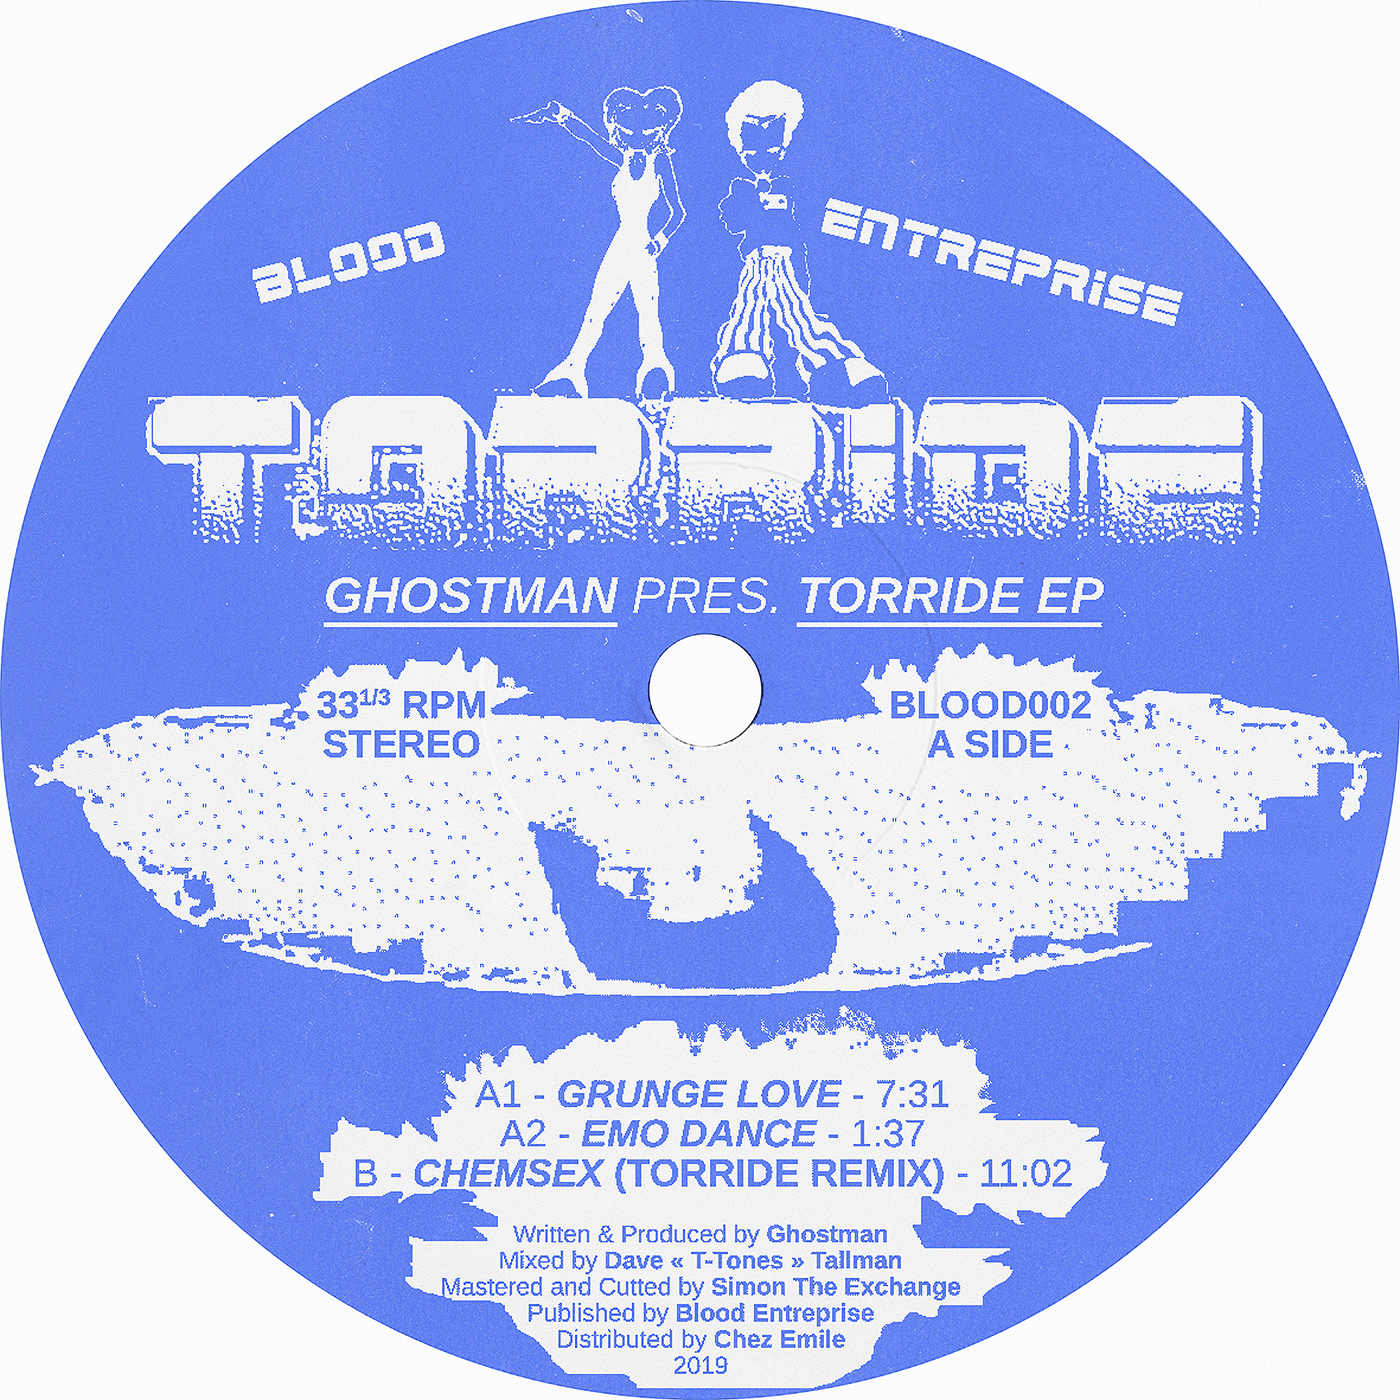 BLOOD
ENTREPRiSE
TORRiDE
GHOSTMAN PRES. TORRIDE EP
33 1/3 RPM
STEREO
BLOOD002
A SIDE
A1 - GRUNGE LOVE - 7:31
A2 - EMO DANCE - 1:37
B - CHEMSEX (TORRIDE REMIX) - 11:02
Written & Produced by Ghostman
Mixed by Dave « T-Tones » Tallman
Mastered and Cutted by Simon The Exchange
Published by Blood Entreprise
Distributed by Chez Emile
2019